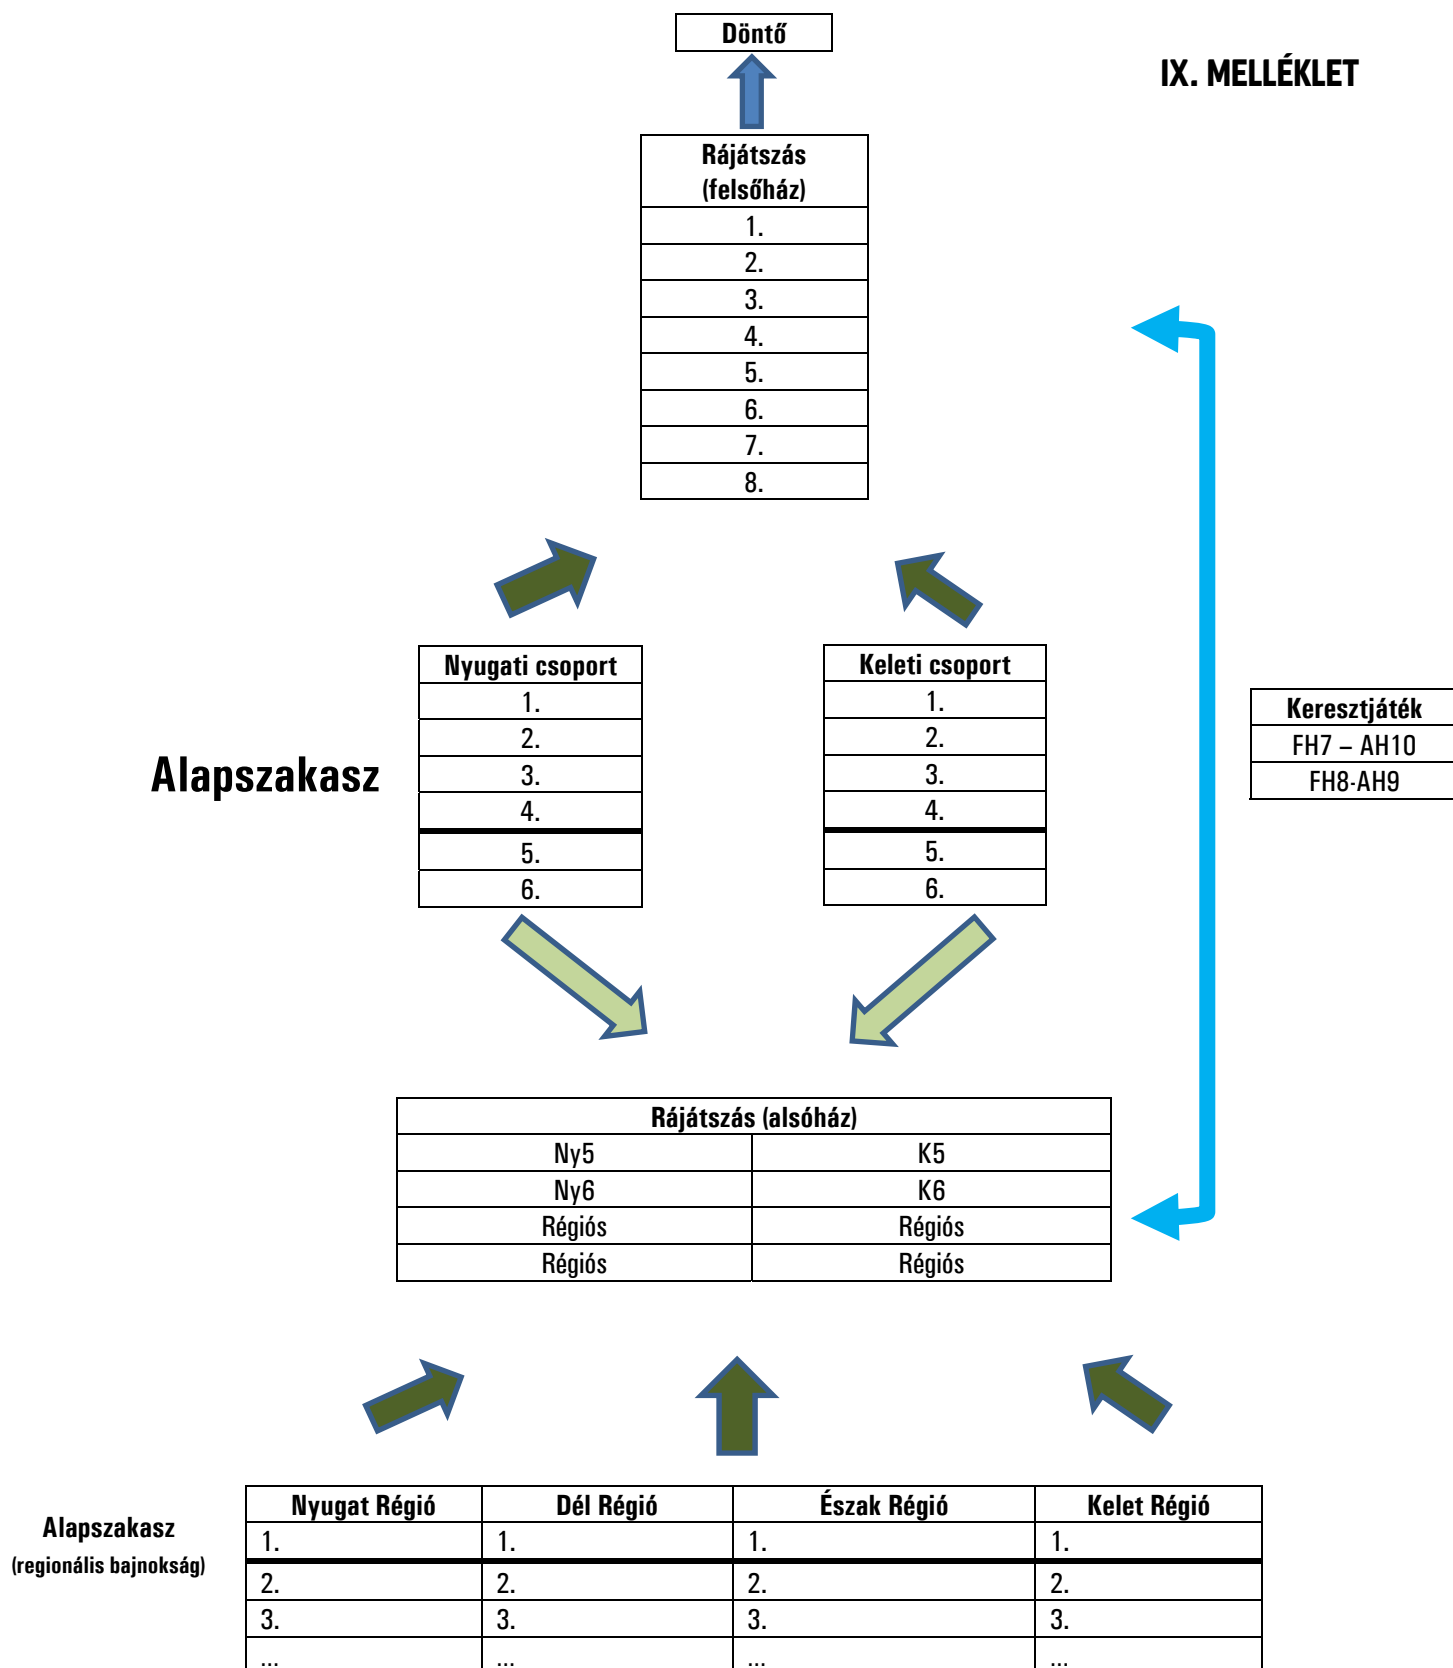 Döntő
IX. MELLÉKLET
Rájátszás
(felsőház)
1.
2.
3.
4.
5.
6.
7.
8.
Nyugati csoport
1.
2.
3.
4.
5.
6.
Keleti csoport
1.
2.
3.
4.
5.
6.
Alapszakasz
Keresztjáték
FH7 – AH10
FH8-AH9
Rájátszás (alsóház)
Ny5 K5
Ny6 K6
Régiós Régiós
Régiós Régiós
Alapszakasz
(regionális bajnokság)
Nyugat Régió Dél Régió Észak Régió Kelet Régió
1. 1. 1. 1.
2. 2. 2. 2.
3. 3. 3. 3.
... ... ... ...